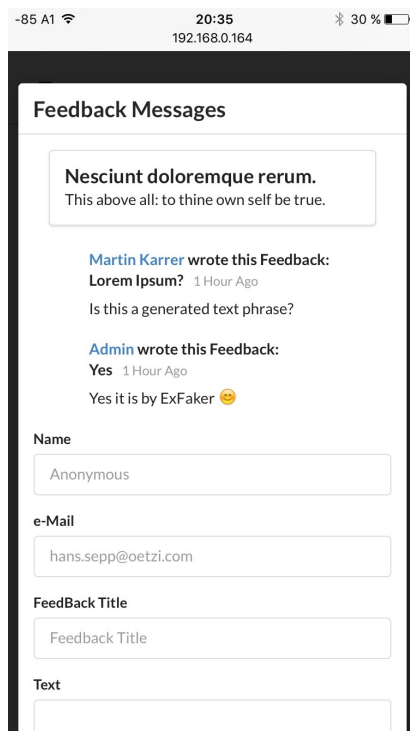 -85 A1 20:35 30 %
192.168.0.164
Feedback Messages
Nesciunt doloremque rerum.
This above all: to thine own self be true.
Martin Karrer wrote this Feedback:
Lorem Ipsum? 1 Hour Ago
Is this a generated text phrase?
Admin wrote this Feedback:
Yes 1 Hour Ago
Yes it is by ExFaker 😊
Name
Anonymous
e-Mail
hans.sepp@oetzi.com
FeedBack Title
Feedback Title
Text